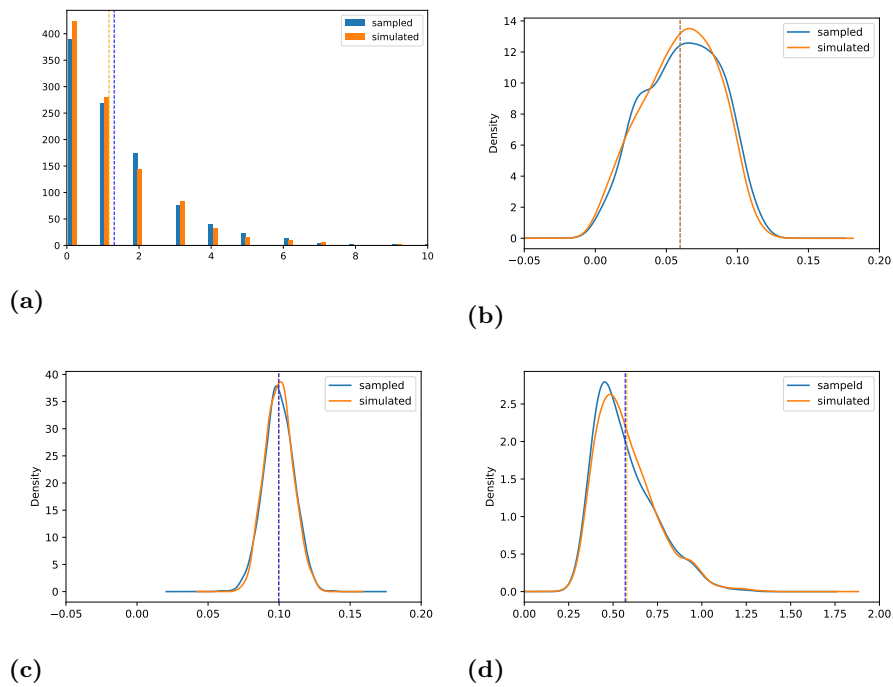 400
350
300
250
200
150
100
50
0
0 2 4 6 8 10
sampled
simulated
(a)
14
12
10
8
6
4
2
0
Density
−0.05 0.00 0.05 0.10 0.15 0.20
sampled
simulated
(b)
40
35
30
25
20
15
10
5
0
Density
−0.05 0.00 0.05 0.10 0.15 0.20
sampled
simulated
(c)
2.5
2.0
1.5
1.0
0.5
0.0
Density
0.00 0.25 0.50 0.75 1.00 1.25 1.50 1.75 2.00
sampeld
simulated
(d)